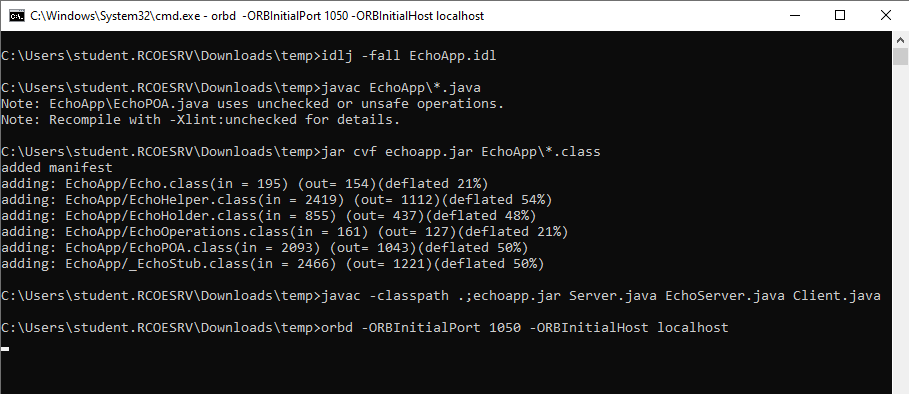 C:\Windows\System32\cmd.exe - orbd  -ORBInitialPort 1050 -ORBInitialHost localhost
C:\Users\student.RCOESRV\Downloads\temp>idlj -fall EchoApp.idl
C:\Users\student.RCOESRV\Downloads\temp>javac EchoApp\*.java
Note: EchoApp\EchoPOA.java uses unchecked or unsafe operations.
Note: Recompile with -Xlint:unchecked for details.
C:\Users\student.RCOESRV\Downloads\temp>jar cvf echoapp.jar EchoApp\*.class
added manifest
adding: EchoApp/Echo.class(in = 195) (out= 154)(deflated 21%)
adding: EchoApp/EchoHelper.class(in = 2419) (out= 1112)(deflated 54%)
adding: EchoApp/EchoHolder.class(in = 855) (out= 437)(deflated 48%)
adding: EchoApp/EchoOperations.class(in = 161) (out= 127)(deflated 21%)
adding: EchoApp/EchoPOA.class(in = 2093) (out= 1043)(deflated 50%)
adding: EchoApp/_EchoStub.class(in = 2466) (out= 1221)(deflated 50%)
C:\Users\student.RCOESRV\Downloads\temp>javac -classpath .;echoapp.jar Server.java EchoServer.java Client.java
C:\Users\student.RCOESRV\Downloads\temp>orbd -ORBInitialPort 1050 -ORBInitialHost localhost